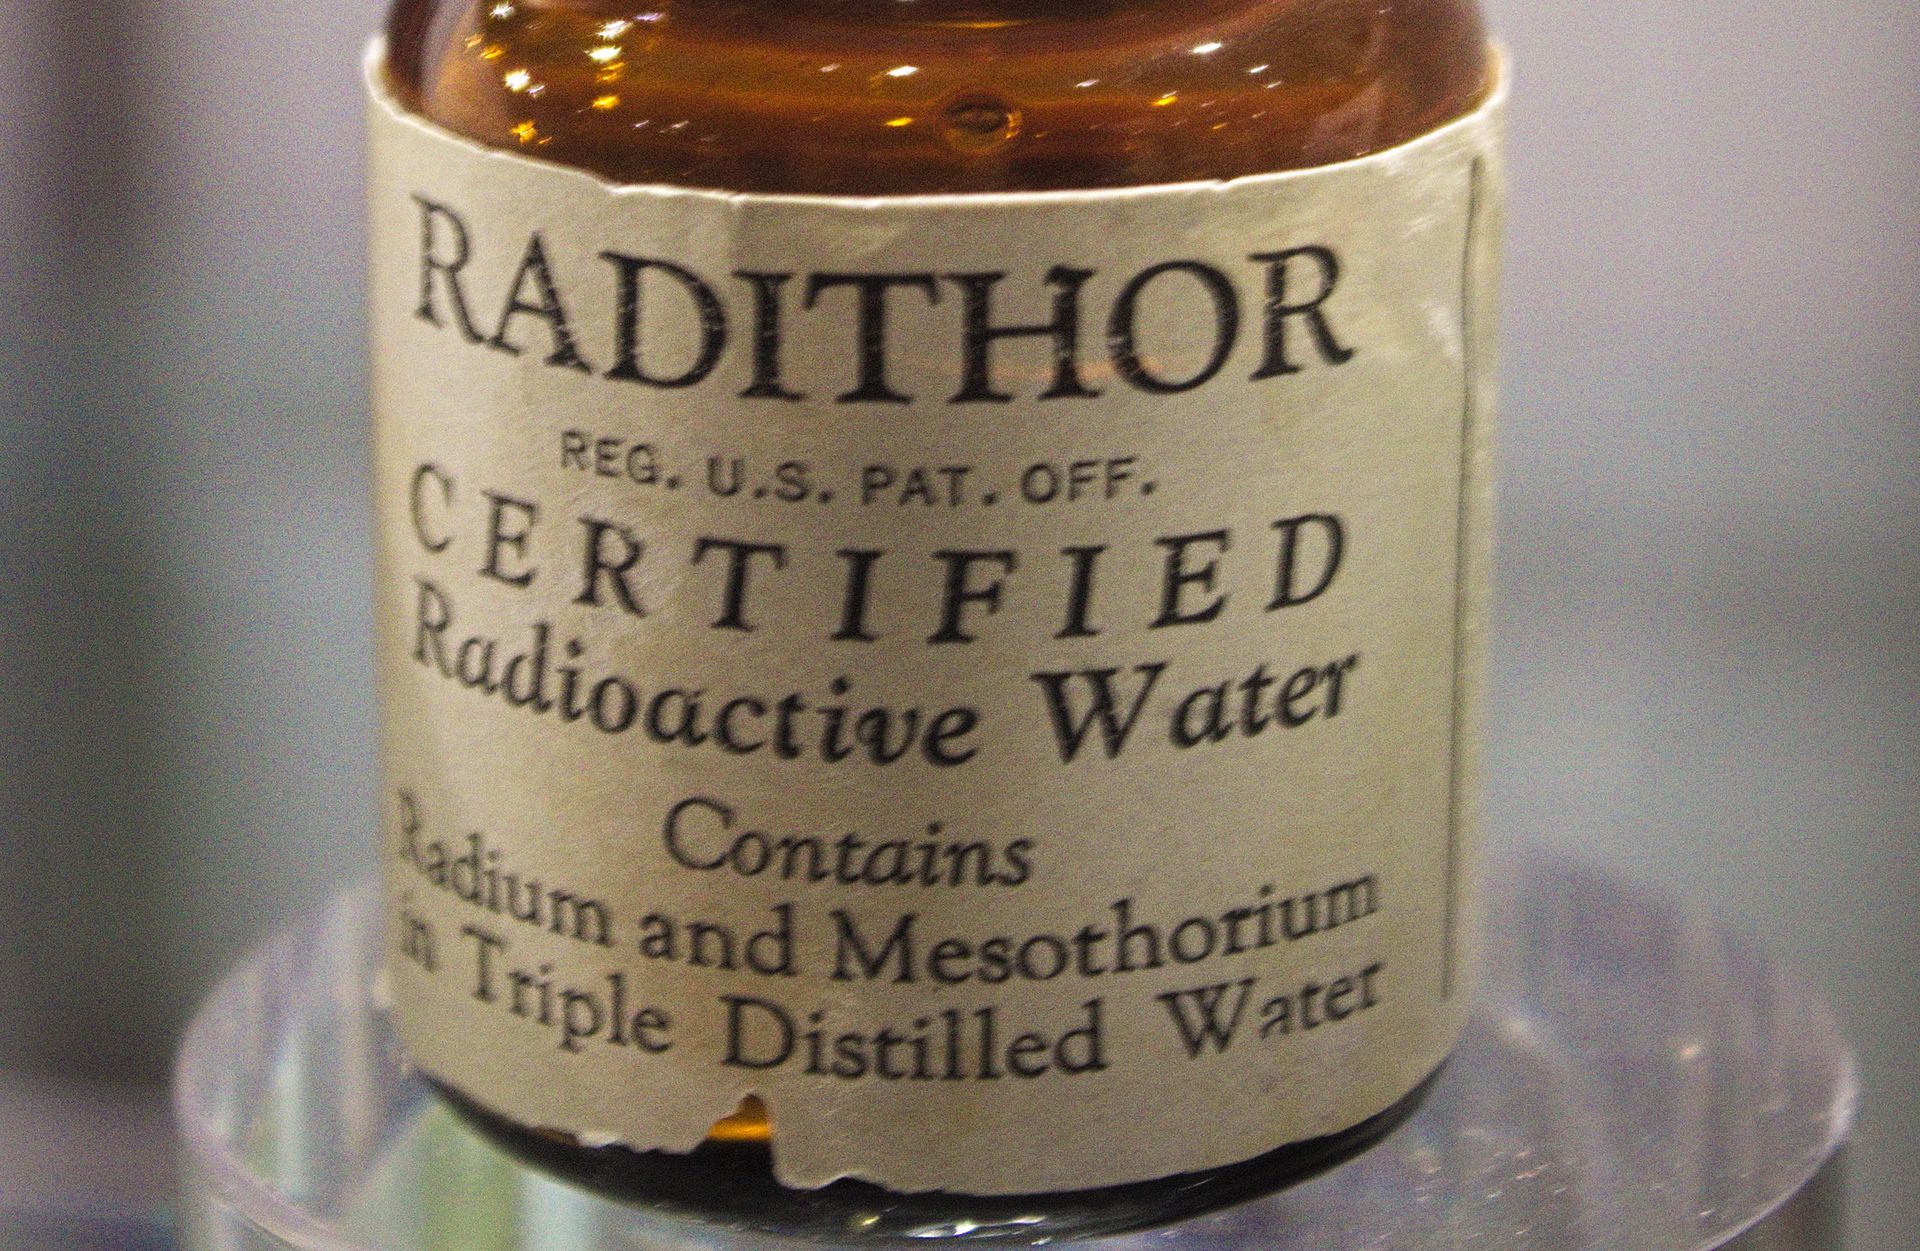 RADITHOR
REG. U.S. PAT. OFF.
CERTIFIED
Radioactive Water
Contains
Radium and Mesothorium
in Triple Distilled Water